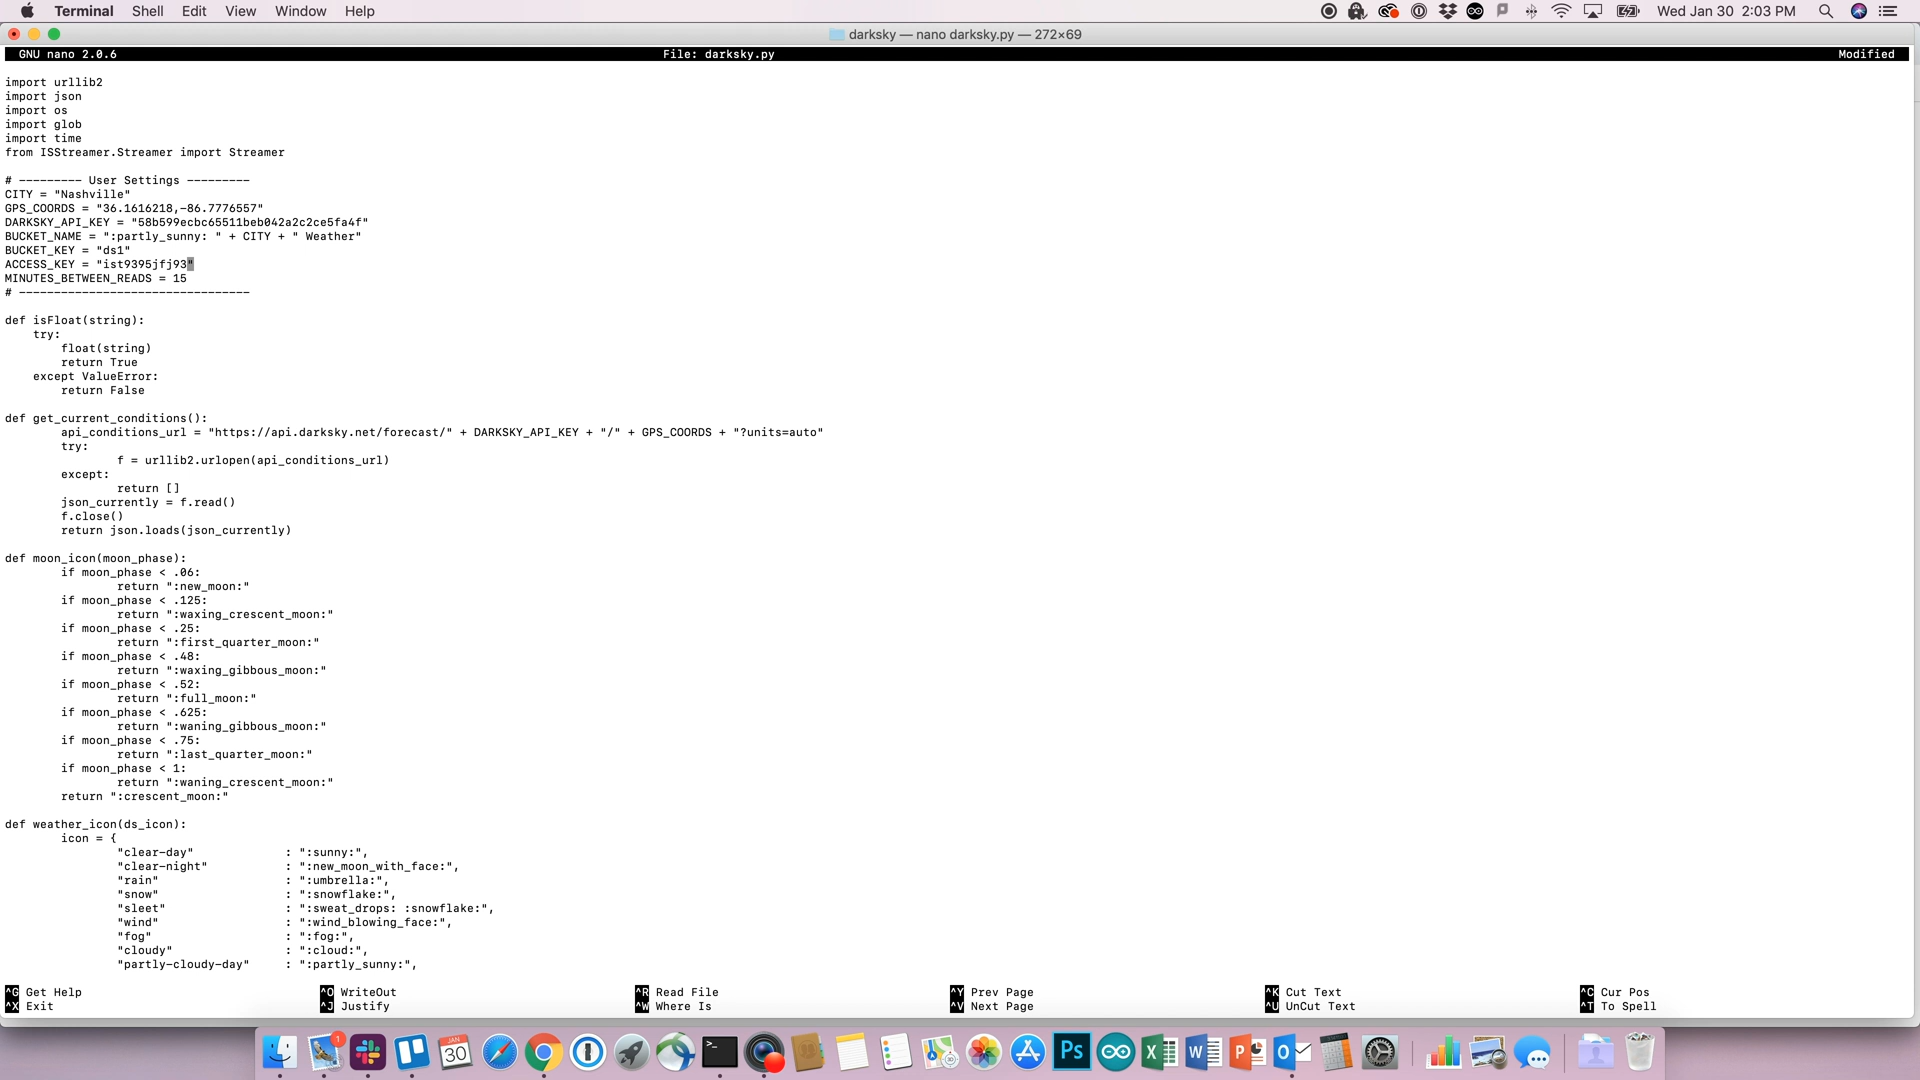 Terminal Shell Edit View Window Help Wed Jan 30 2:03 PM
darksky — nano darksky.py — 272×69
GNU nano 2.0.6 File: darksky.py Modified
import urllib2
import json
import os
import glob
import time
from ISStreamer.Streamer import Streamer
# --------- User Settings ---------
CITY = "Nashville"
GPS_COORDS = "36.1616218,-86.7776557"
DARKSKY_API_KEY = "58b599ecbc65511beb042a2c2ce5fa4f"
BUCKET_NAME = ":partly_sunny: " + CITY + " Weather"
BUCKET_KEY = "ds1"
ACCESS_KEY = "ist9395jfj93"
MINUTES_BETWEEN_READS = 15
# ---------------------------------
def isFloat(string):
try:
float(string)
return True
except ValueError:
return False
def get_current_conditions():
api_conditions_url = "https://api.darksky.net/forecast/" + DARKSKY_API_KEY + "/" + GPS_COORDS + "?units=auto"
try:
f = urllib2.urlopen(api_conditions_url)
except:
return []
json_currently = f.read()
f.close()
return json.loads(json_currently)
def moon_icon(moon_phase):
if moon_phase < .06:
return ":new_moon:"
if moon_phase < .125:
return ":waxing_crescent_moon:"
if moon_phase < .25:
return ":first_quarter_moon:"
if moon_phase < .48:
return ":waxing_gibbous_moon:"
if moon_phase < .52:
return ":full_moon:"
if moon_phase < .625:
return ":waning_gibbous_moon:"
if moon_phase < .75:
return ":last_quarter_moon:"
if moon_phase < 1:
return ":waning_crescent_moon:"
return ":crescent_moon:"
def weather_icon(ds_icon):
icon = {
"clear-day" : ":sunny:",
"clear-night" : ":new_moon_with_face:",
"rain" : ":umbrella:",
"snow" : ":snowflake:",
"sleet" : ":sweat_drops: :snowflake:",
"wind" : ":wind_blowing_face:",
"fog" : ":fog:",
"cloudy" : ":cloud:",
"partly-cloudy-day" : ":partly_sunny:",
^G Get Help ^O WriteOut ^R Read File ^Y Prev Page ^K Cut Text ^C Cur Pos
^X Exit ^J Justify ^W Where Is ^V Next Page ^U UnCut Text ^T To Spell
1 JAN 30 >_ Ps X W P O